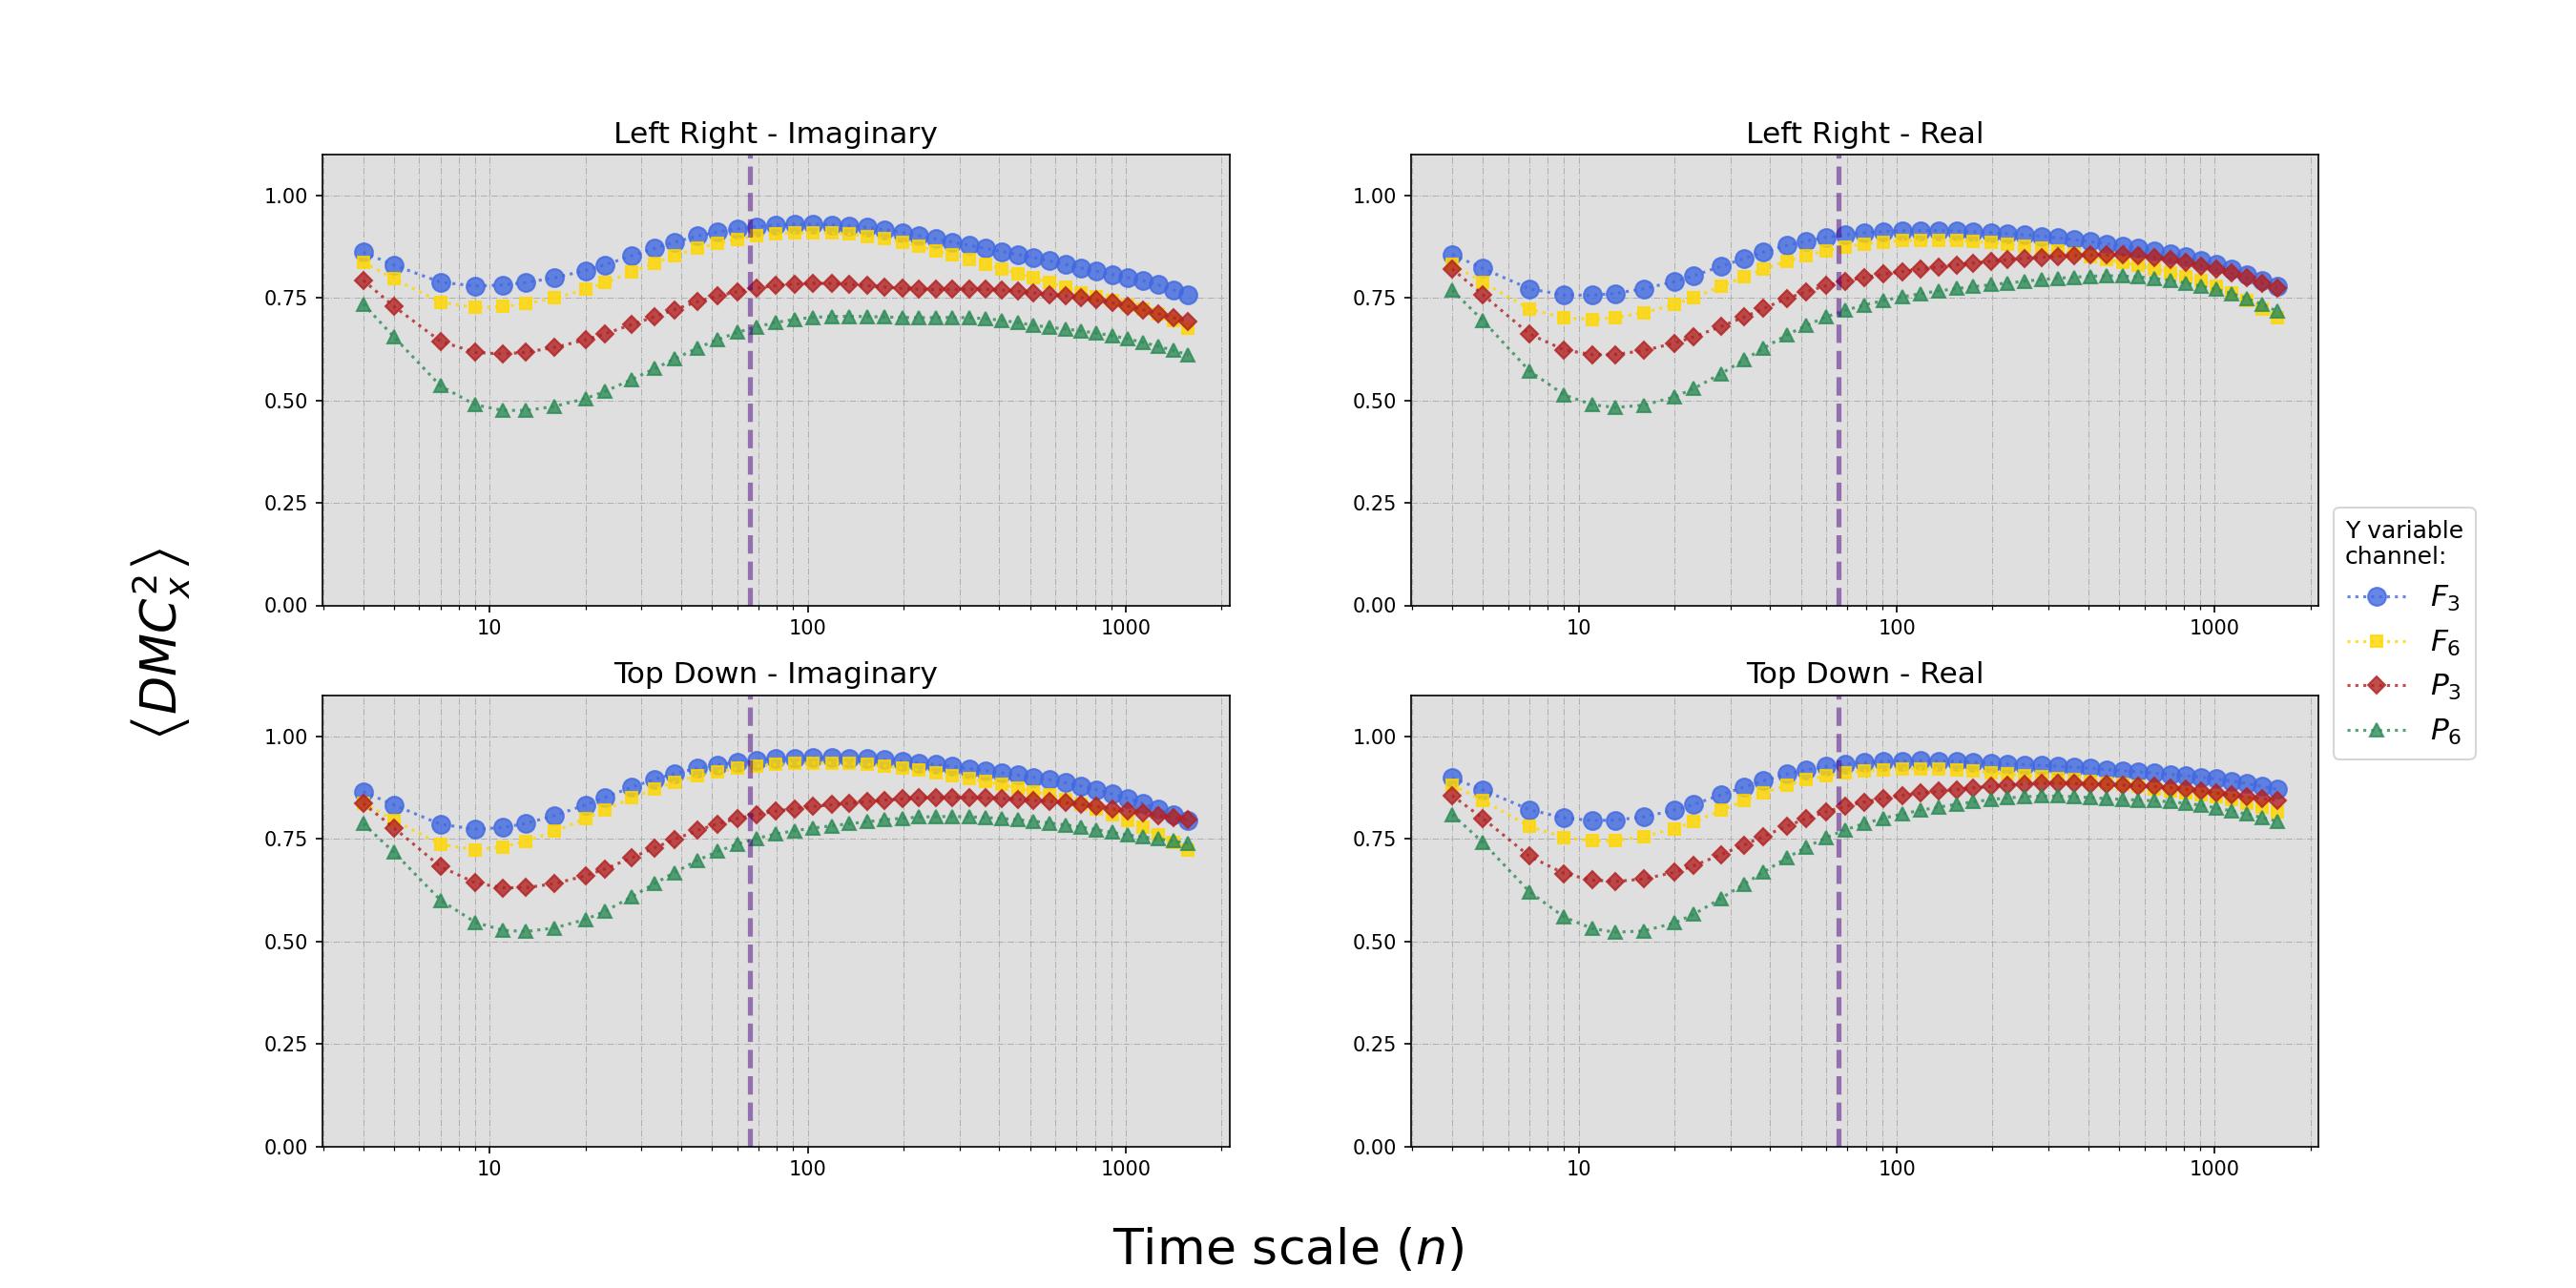 Left Right - Imaginary
1.00
0.75
0.50
0.25
0.00
10 100 1000
Left Right - Real
1.00
0.75
0.50
0.25
0.00
10 100 1000
Top Down - Imaginary
1.00
0.75
0.50
0.25
0.00
10 100 1000
Top Down - Real
1.00
0.75
0.50
0.25
0.00
10 100 1000
Y variable
channel:
F₃
F₆
P₃
P₆
⟨DMC²ₓ⟩
Time scale (n)